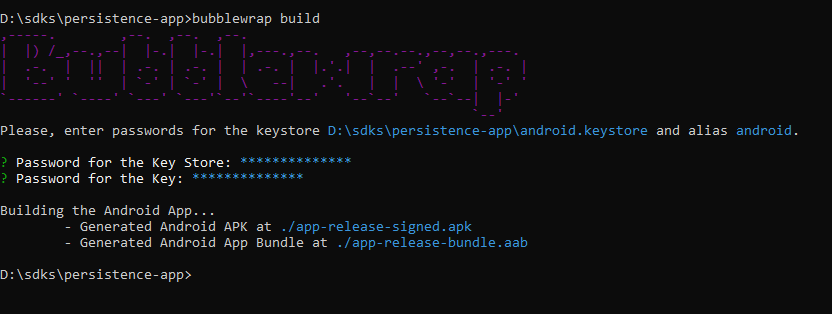 D:\sdks\persistence-app>bubblewrap build
Please, enter passwords for the keystore D:\sdks\persistence-app\android.keystore and alias android.
? Password for the Key Store: **************
? Password for the Key: **************
Building the Android App...
- Generated Android APK at ./app-release-signed.apk
- Generated Android App Bundle at ./app-release-bundle.aab
D:\sdks\persistence-app>